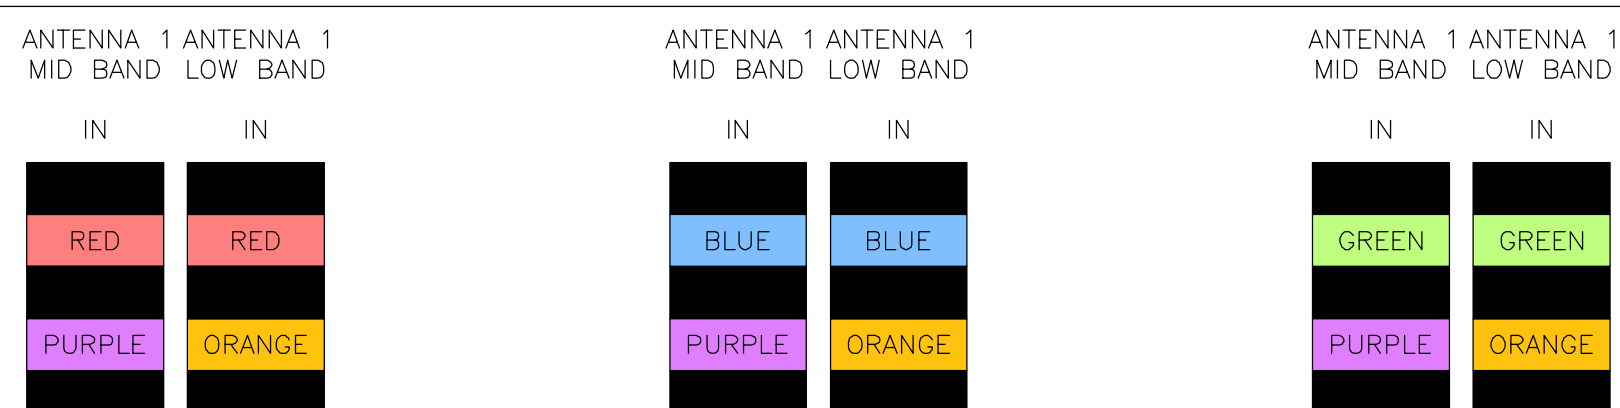 ANTENNA 1 ANTENNA 1 ANTENNA 1 ANTENNA 1 ANTENNA 1 ANTENNA 1
MID BAND LOW BAND MID BAND LOW BAND MID BAND LOW BAND
IN IN IN IN IN IN
RED RED BLUE BLUE GREEN GREEN
PURPLE ORANGE PURPLE ORANGE PURPLE ORANGE